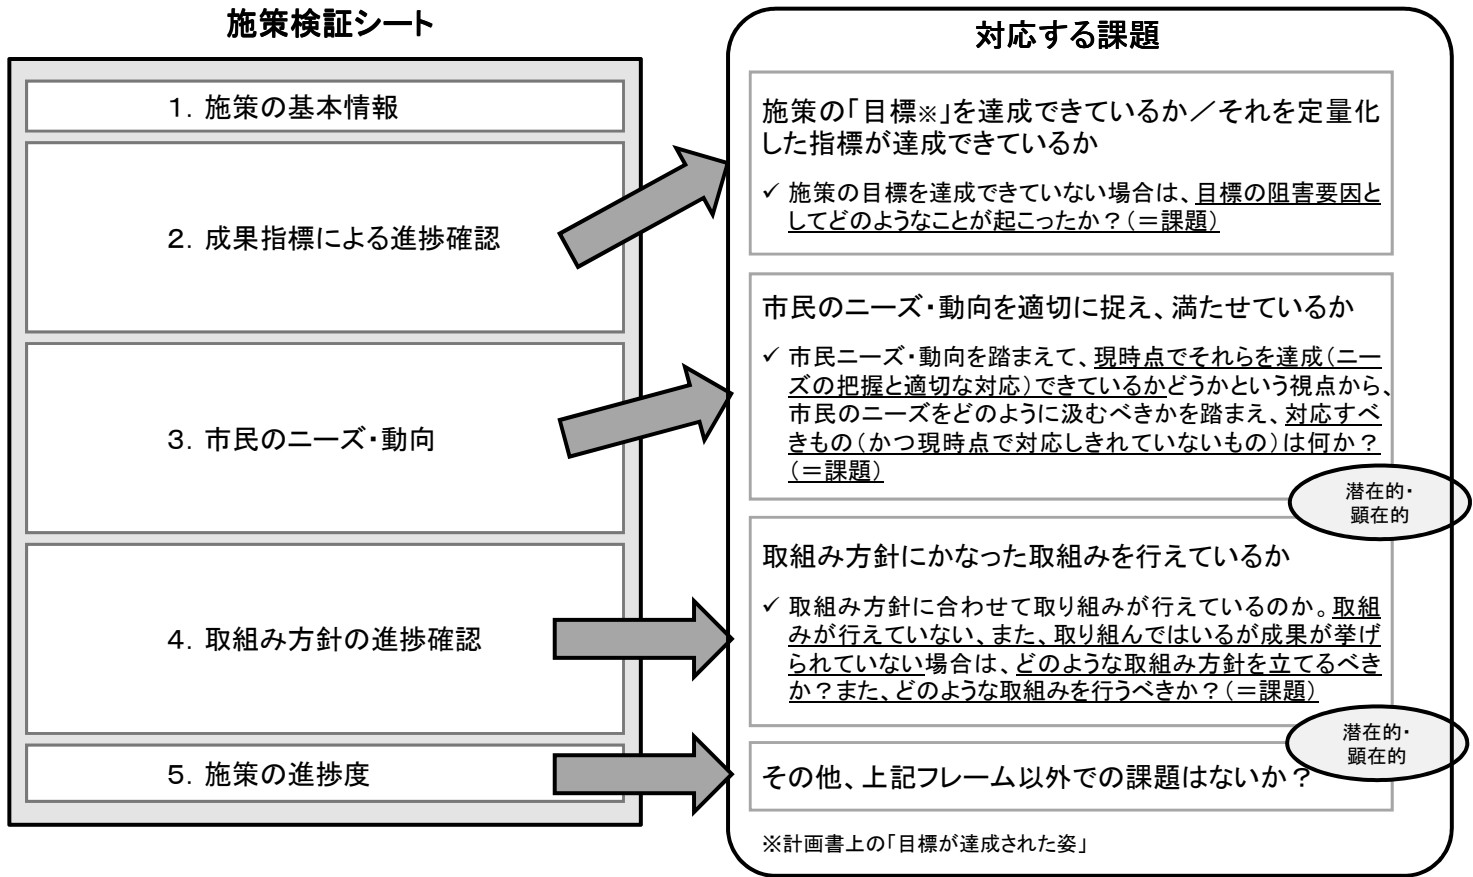 施策検証シート
1．施策の基本情報
2．成果指標による進捗確認
3．市民のニーズ・動向
4．取組み方針の進捗確認
5．施策の進捗度
対応する課題
施策の「目標※」を達成できているか／それを定量化
した指標が達成できているか
✓ 施策の目標を達成できていない場合は、目標の阻害要因と
してどのようなことが起こったか？（＝課題）
市民のニーズ・動向を適切に捉え、満たせているか
✓ 市民ニーズ・動向を踏まえて、現時点でそれらを達成（ニー
ズの把握と適切な対応）できているかどうかという視点から、
市民のニーズをどのように汲むべきかを踏まえ、対応すべ
きもの（かつ現時点で対応しきれていないもの）は何か？
（＝課題）
潜在的・
顕在的
取組み方針にかなった取組みを行えているか
✓ 取組み方針に合わせて取り組みが行えているのか。取組
みが行えていない、また、取り組んではいるが成果が挙げ
られていない場合は、どのような取組み方針を立てるべき
か？また、どのような取組みを行うべきか？（＝課題）
潜在的・
顕在的
その他、上記フレーム以外での課題はないか？
※計画書上の「目標が達成された姿」